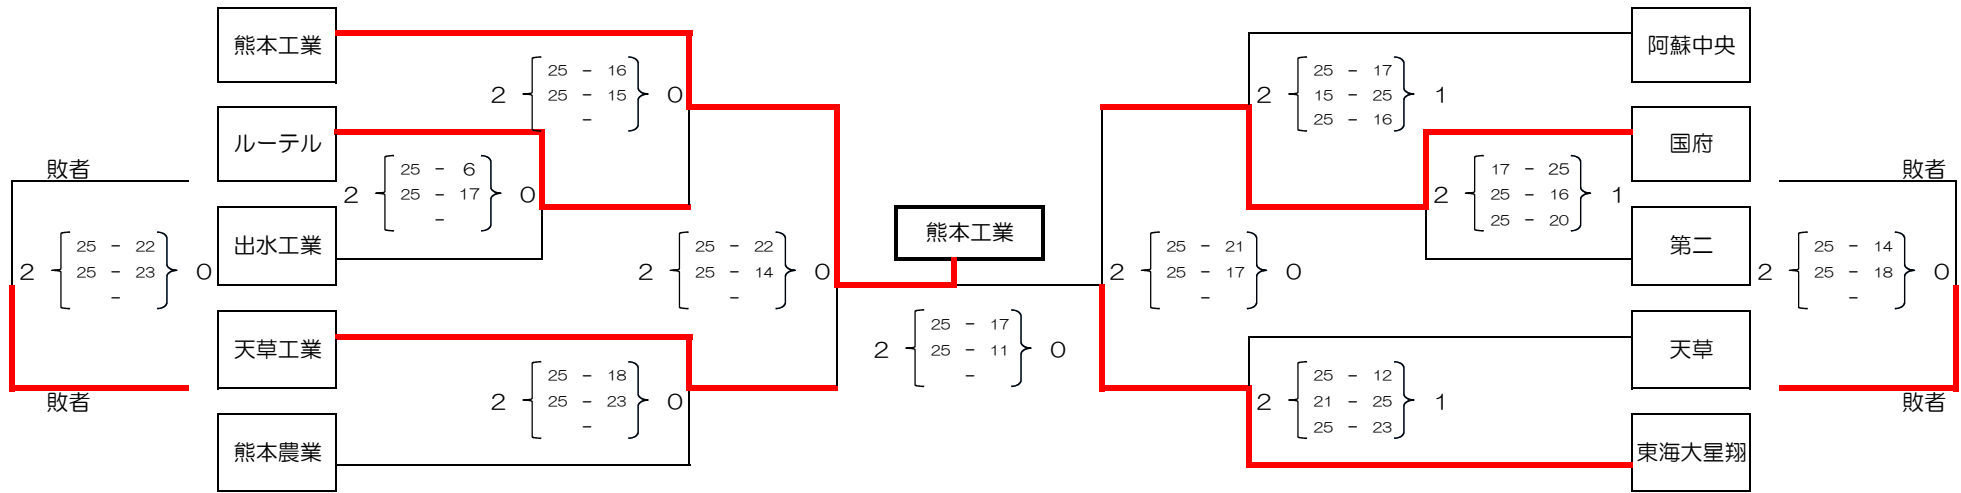 熊本工業
2 25 - 16 0
25 - 15
-
ルーテル
2 25 - 6 0
25 - 17
-
出水工業
敗者
2 25 - 22 0
25 - 23
-
敗者
2 25 - 22 0
25 - 14
-
天草工業
2 25 - 18 0
25 - 23
-
熊本農業
熊本工業
2 25 - 17 0
25 - 11
-
阿蘇中央
2 25 - 17 1
15 - 25
25 - 16
国府
2 17 - 25 1
25 - 16
25 - 20
第二
2 25 - 21 0
25 - 17
-
敗者
2 25 - 14 0
25 - 18
-
敗者
天草
2 25 - 12 1
21 - 25
25 - 23
東海大星翔